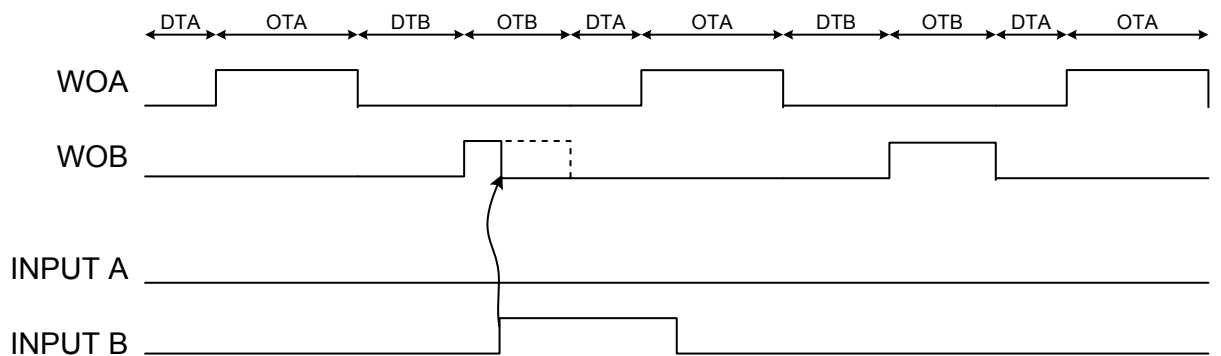 DTA OTA DTB OTB DTA OTA DTB OTB DTA OTA
WOA
WOB
INPUT A
INPUT B